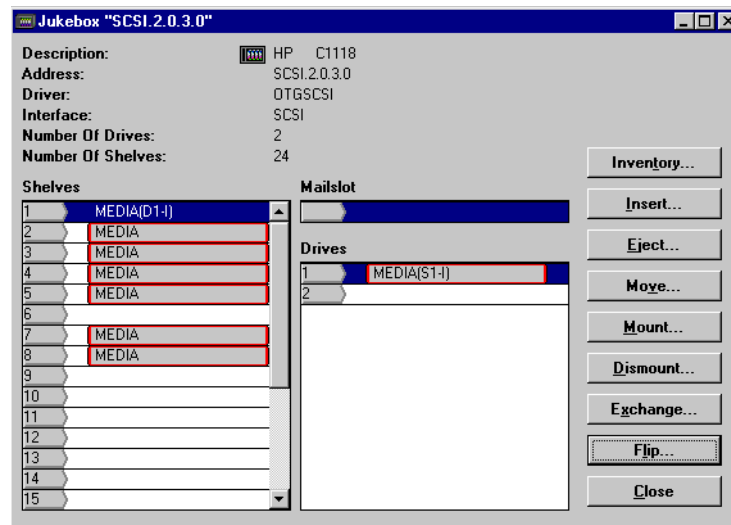 Jukebox "SCSI.2.0.3.0"
Description: HP C1118
Address: SCSI.2.0.3.0
Driver: OTGSCSI
Interface: SCSI
Number Of Drives: 2
Number Of Shelves: 24
Shelves
1 MEDIA(D1-I)
2 MEDIA
3 MEDIA
4 MEDIA
5 MEDIA
6
7 MEDIA
8 MEDIA
9
10
11
12
13
14
15
Mailslot
Drives
1 MEDIA(S1-I)
2
Inventory...
Insert...
Eject...
Move...
Mount...
Dismount...
Exchange...
Flip...
Close